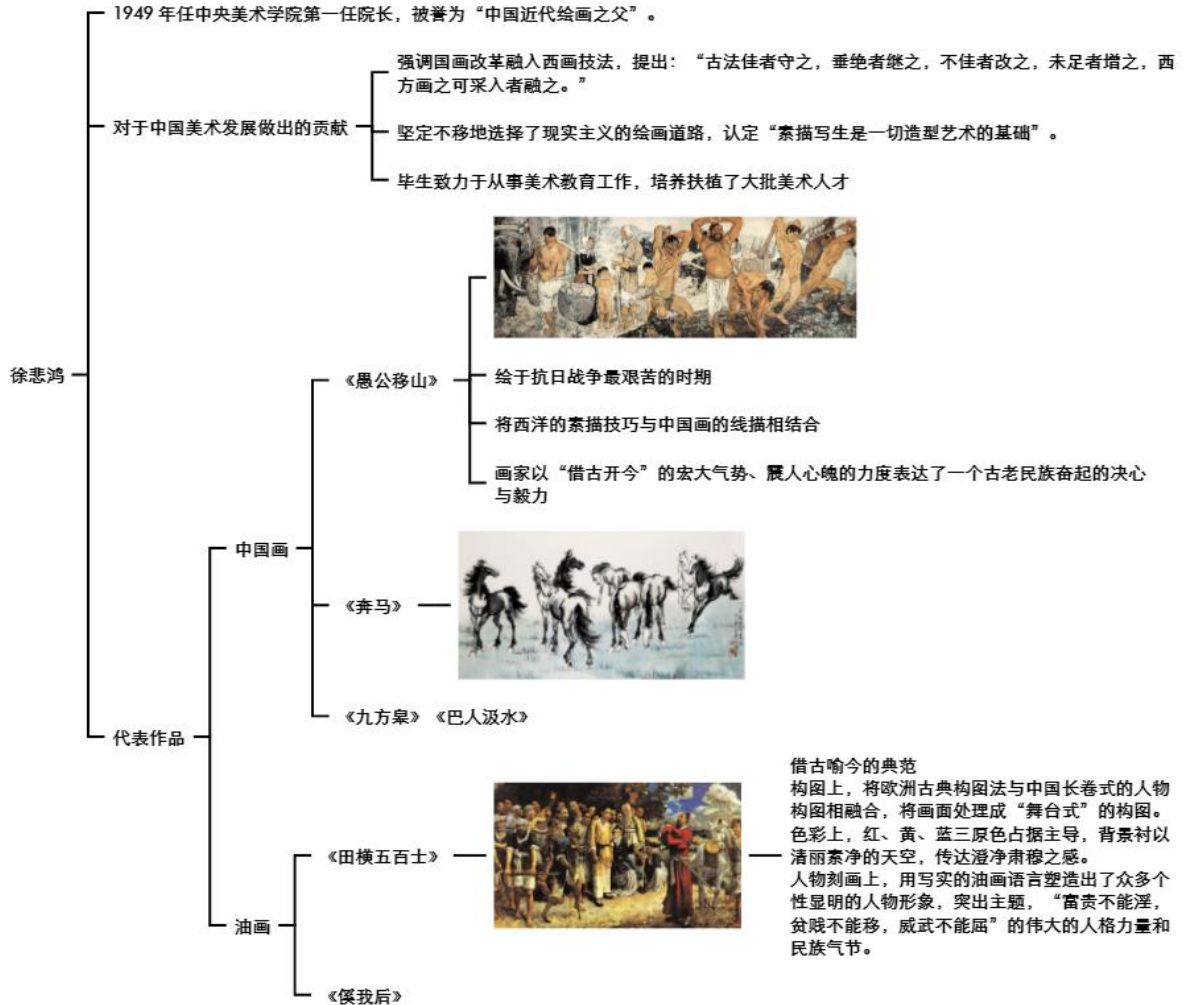 1949 年任中央美术学院第一任院长，被誉为“中国近代绘画之父”。
强调国画改革融入西画技法，提出：“古法佳者守之，垂绝者继之，不佳者改之，未足者增之，西
方画之可采入者融之。”
对于中国美术发展做出的贡献
坚定不移地选择了现实主义的绘画道路，认定“素描写生是一切造型艺术的基础”。
毕生致力于从事美术教育工作，培养扶植了大批美术人才
徐悲鸿
《愚公移山》
绘于抗日战争最艰苦的时期
将西洋的素描技巧与中国画的线描相结合
画家以“借古开今”的宏大气势、震人心魄的力度表达了一个古老民族奋起的决心
与毅力
中国画
《奔马》
《九方皋》《巴人汲水》
代表作品
借古喻今的典范
构图上，将欧洲古典构图法与中国长卷式的人物
构图相融合，将画面处理成“舞台式”的构图。
色彩上，红、黄、蓝三原色占据主导，背景衬以
清丽素净的天空，传达澄净肃穆之感。
人物刻画上，用写实的油画语言塑造出了众多个
性显明的人物形象，突出主题，“富贵不能淫，
贫贱不能移，威武不能屈”的伟大的人格力量和
民族气节。
《田横五百士》
油画
《傒我后》